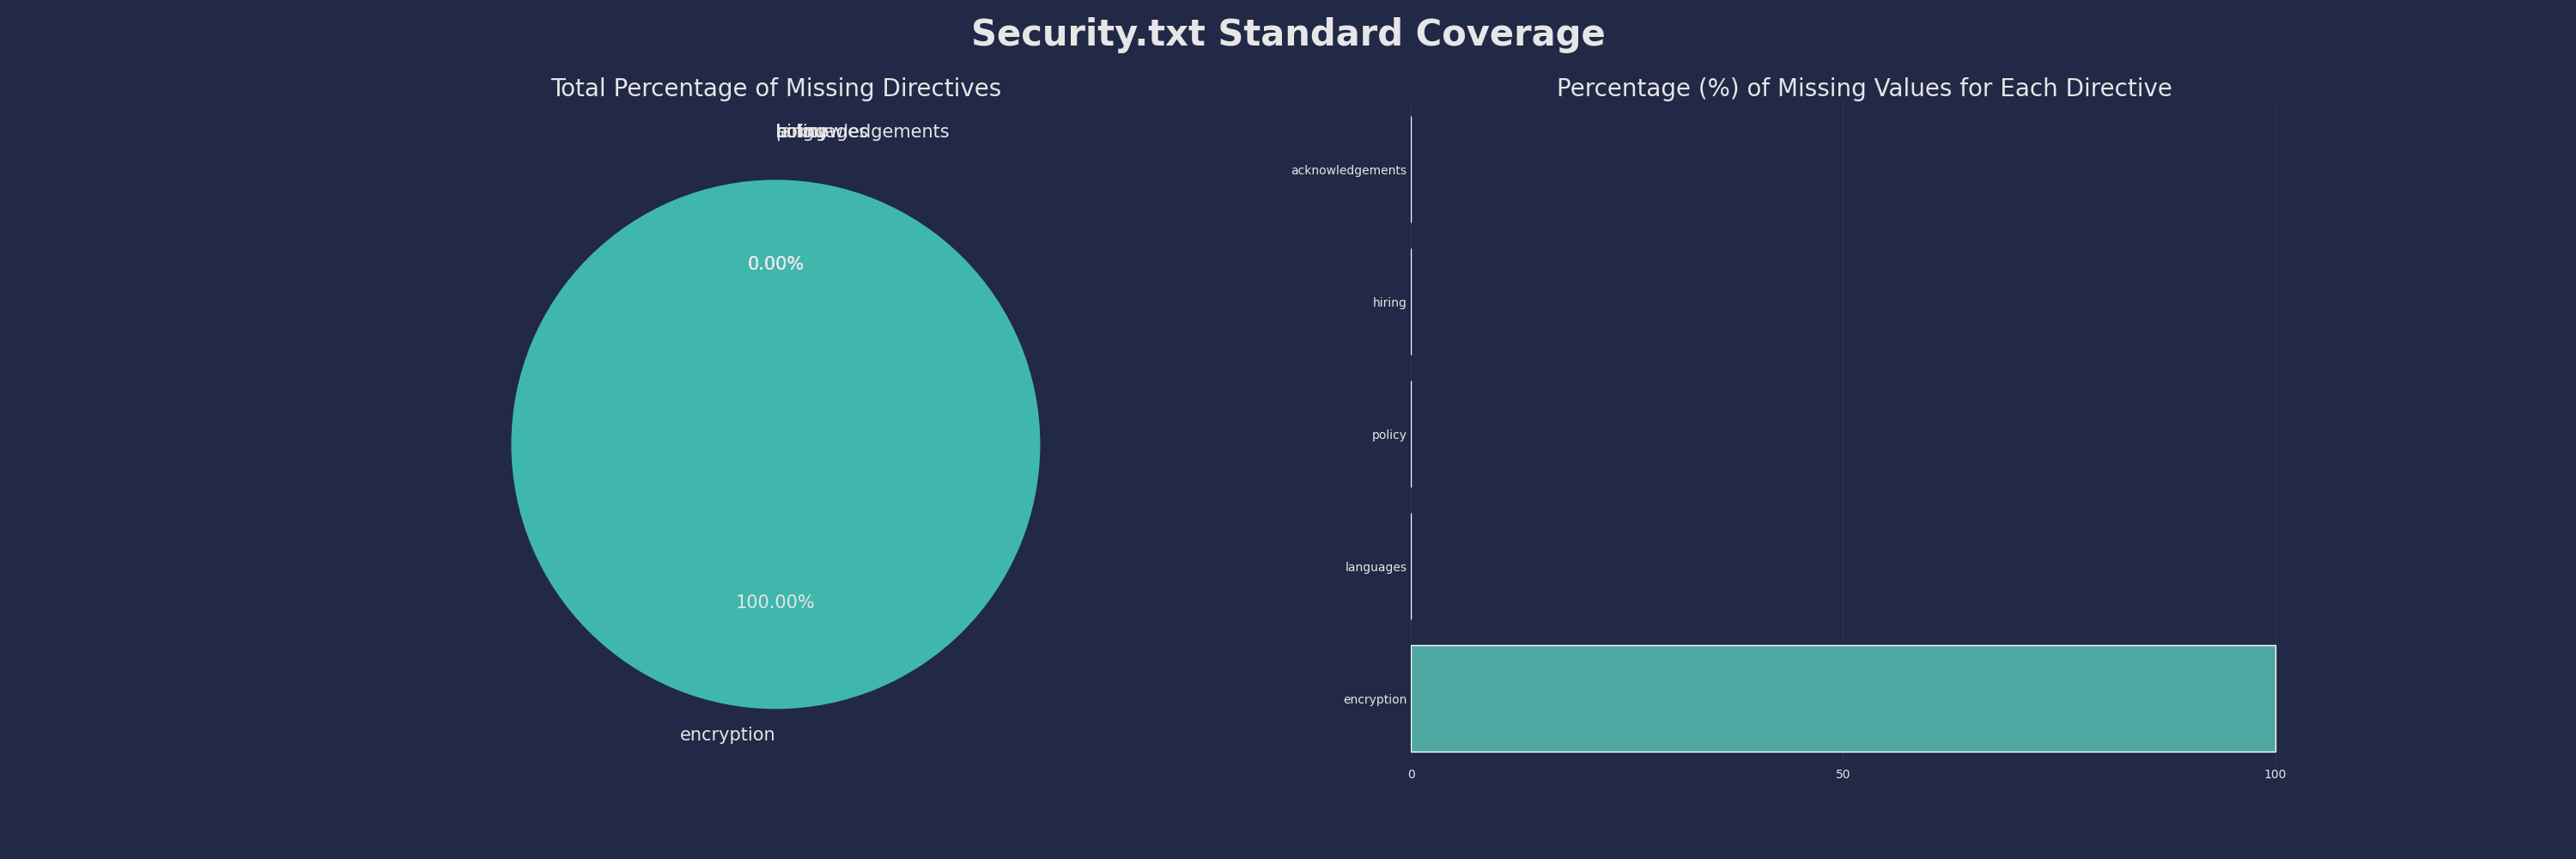 Security.txt Standard Coverage
Total Percentage of Missing Directives
acknowledgements
0.00%
100.00%
encryption
Percentage (%) of Missing Values for Each Directive
acknowledgements
hiring
policy
languages
encryption
0 50 100